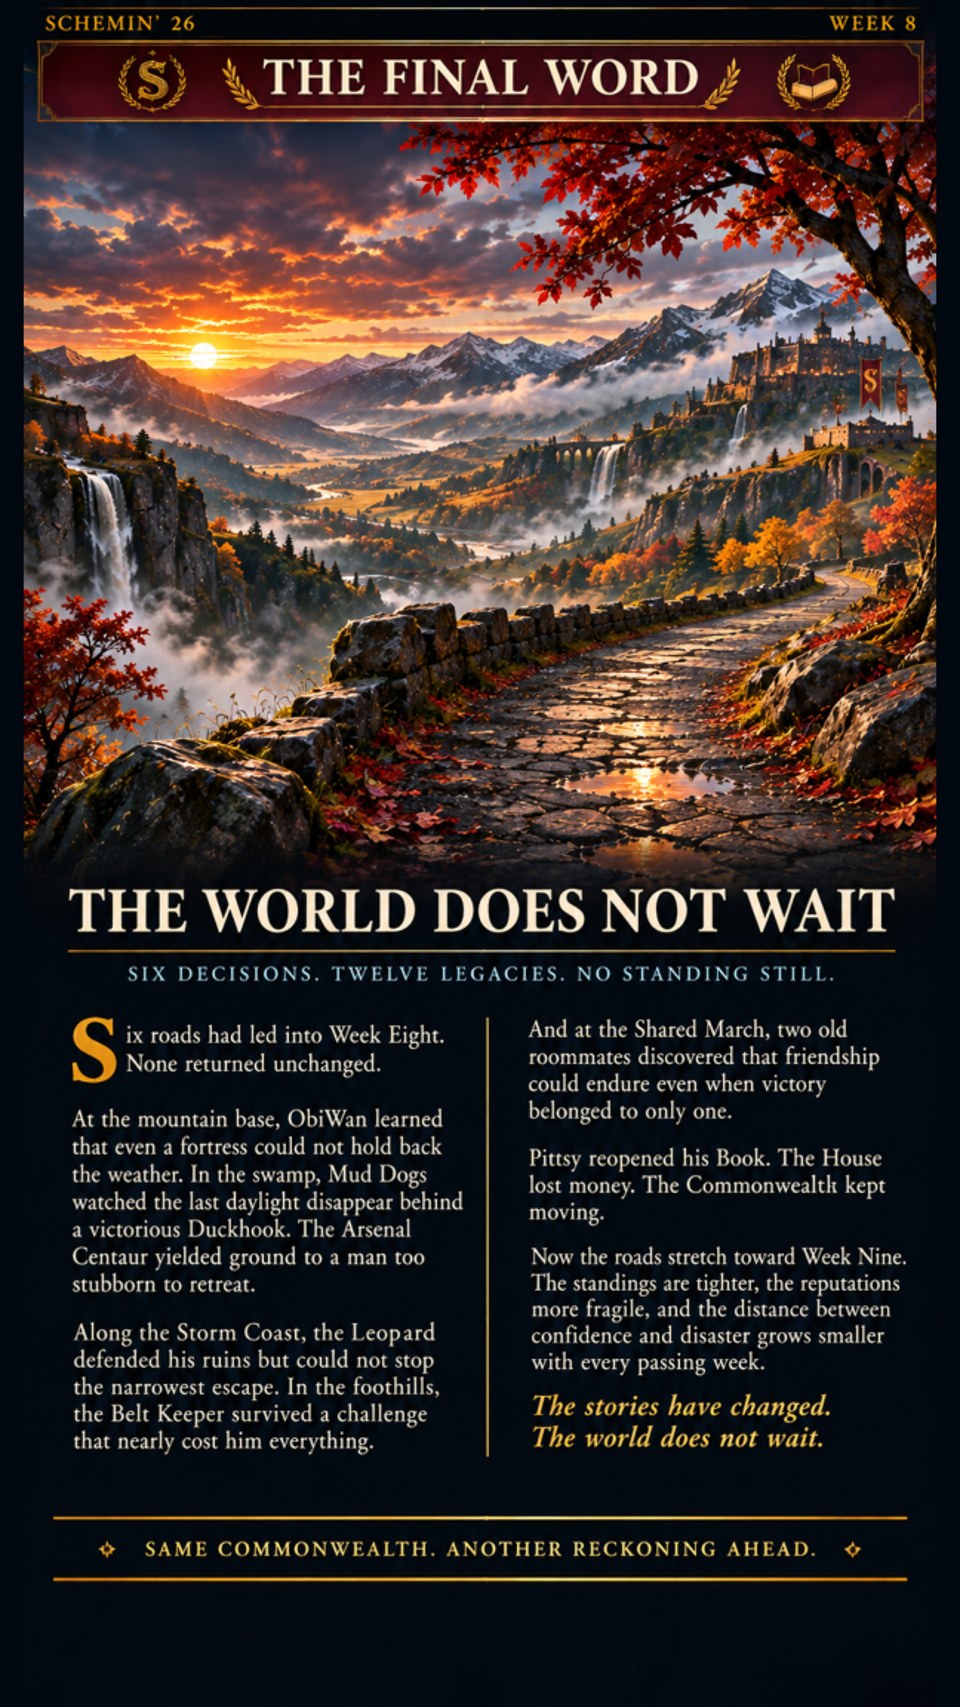 SCHEMIN' 26
WEEK 8
S
THE FINAL WORD
S
THE WORLD DOES NOT WAIT
SIX DECISIONS. TWELVE LEGACIES. NO STANDING STILL.
Six roads had led into Week Eight.
None returned unchanged.
At the mountain base, ObiWan learned
that even a fortress could not hold back
the weather. In the swamp, Mud Dogs
watched the last daylight disappear behind
a victorious Duckhook. The Arsenal
Centaur yielded ground to a man too
stubborn to retreat.
Along the Storm Coast, the Leopard
defended his ruins but could not stop
the narrowest escape. In the foothills,
the Belt Keeper survived a challenge
that nearly cost him everything.
And at the Shared March, two old
roommates discovered that friendship
could endure even when victory
belonged to only one.
Pittsy reopened his Book. The House
lost money. The Commonwealth kept
moving.
Now the roads stretch toward Week Nine.
The standings are tighter, the reputations
more fragile, and the distance between
confidence and disaster grows smaller
with every passing week.
The stories have changed.
The world does not wait.
SAME COMMONWEALTH. ANOTHER RECKONING AHEAD.